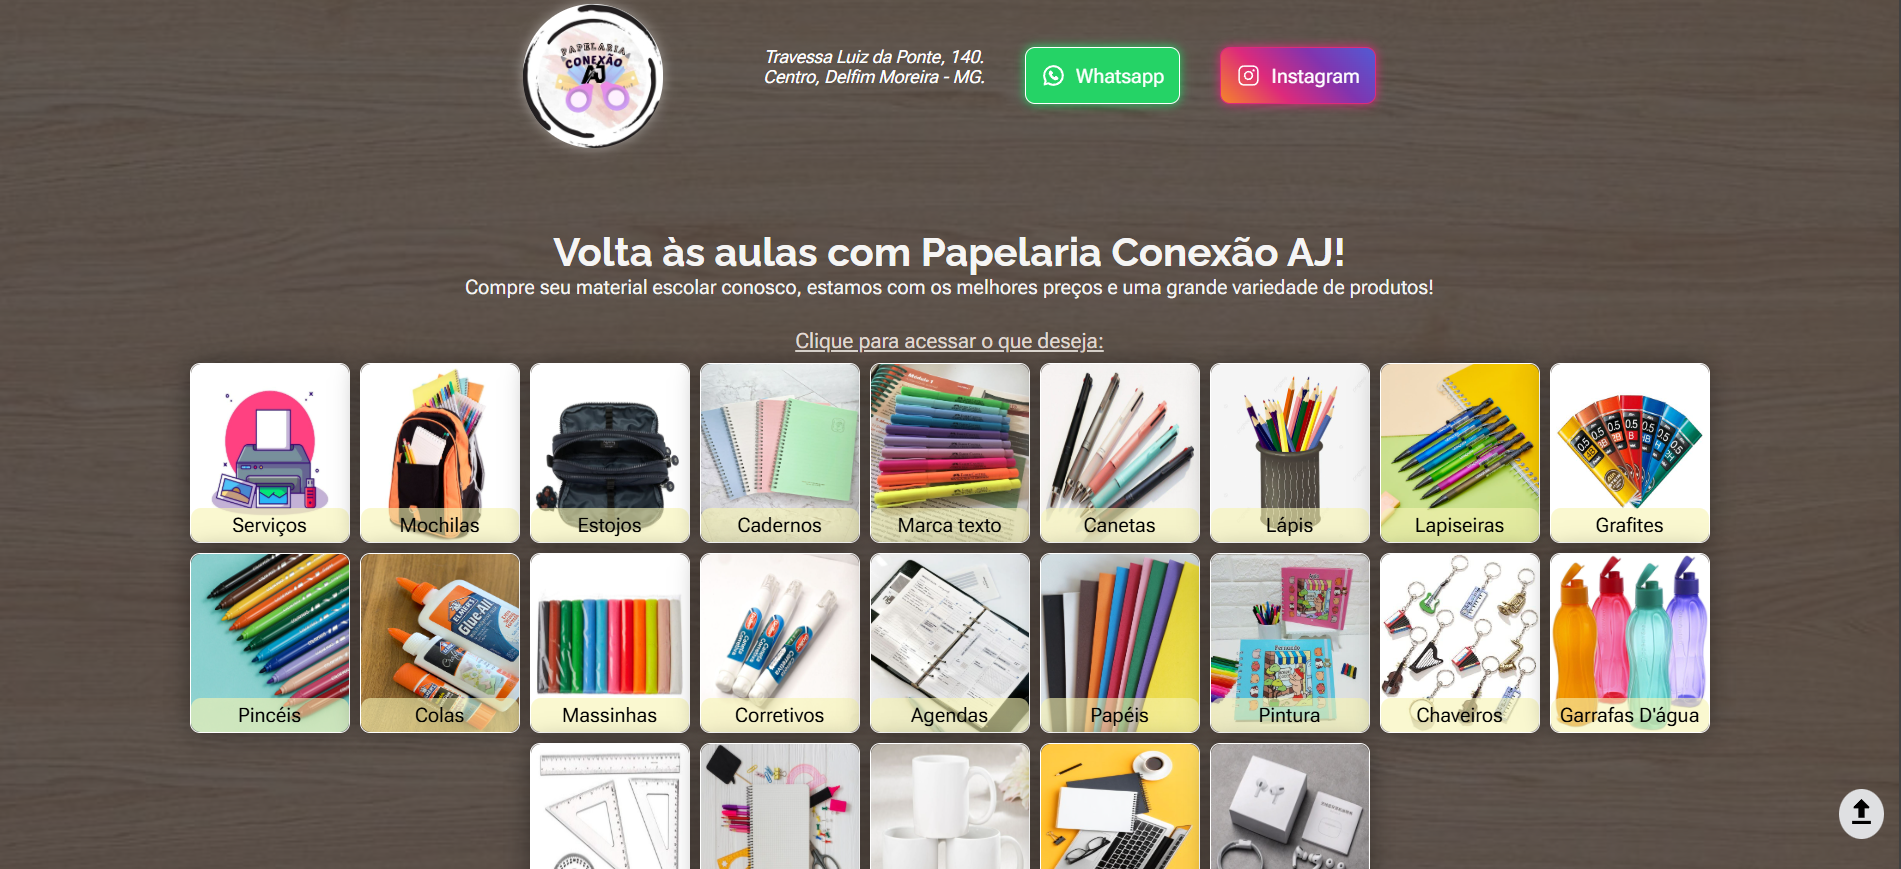 PAPELARIA
CONEXÃO
AJ
Travessa Luiz da Ponte, 140.
Centro, Delfim Moreira - MG.
Whatsapp
Instagram
Volta às aulas com Papelaria Conexão AJ!
Compre seu material escolar conosco, estamos com os melhores preços e uma grande variedade de produtos!
Clique para acessar o que deseja:
Serviços
Mochilas
Estojos
Cadernos
Marca texto
Canetas
Lápis
Lapiseiras
Grafites
Pincéis
Colas
Massinhas
Corretivos
Agendas
Papéis
Pintura
Chaveiros
Garrafas D'água